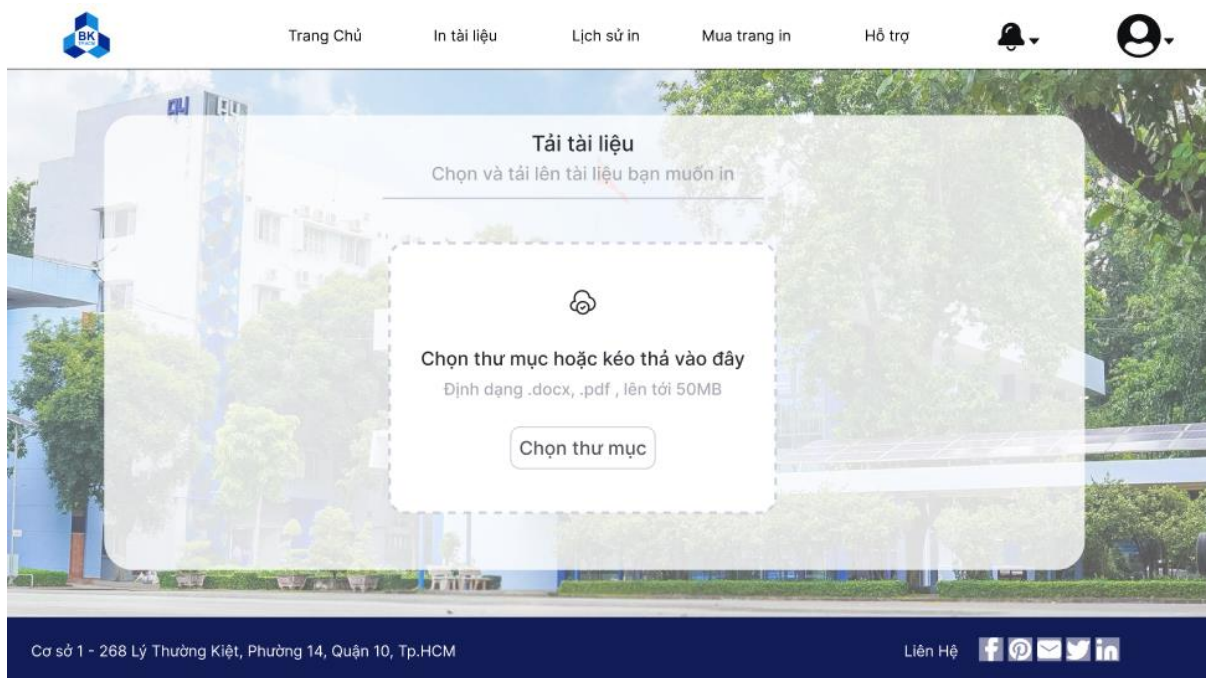 BK
TP.HCM
Trang Chủ
In tài liệu
Lịch sử in
Mua trang in
Hỗ trợ
Tải tài liệu
Chọn và tải lên tài liệu bạn muốn in
Chọn thư mục hoặc kéo thả vào đây
Định dạng .docx, .pdf , lên tới 50MB
Chọn thư mục
Cơ sở 1 - 268 Lý Thường Kiệt, Phường 14, Quận 10, Tp.HCM
Liên Hệ